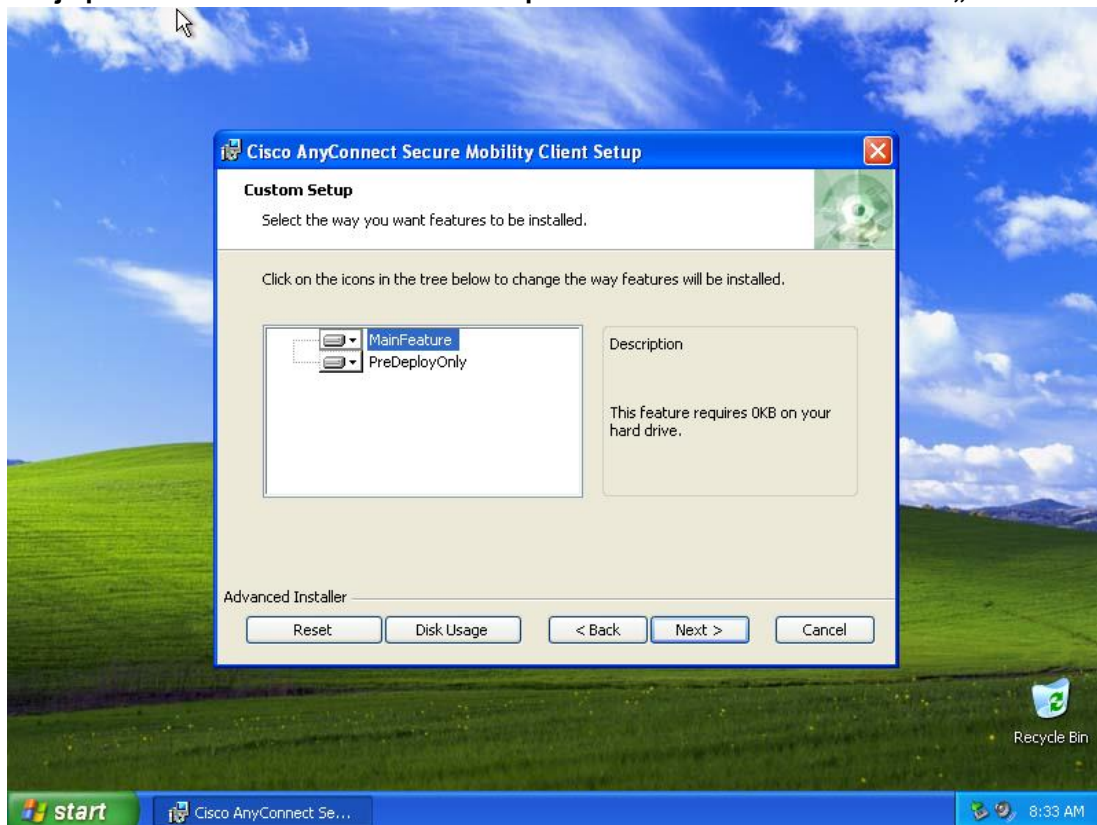 Cisco AnyConnect Secure Mobility Client Setup
Custom Setup
Select the way you want features to be installed.
Click on the icons in the tree below to change the way features will be installed.
MainFeature
PreDeployOnly
Description
This feature requires 0KB on your
hard drive.
Advanced Installer
Reset
Disk Usage
< Back
Next >
Cancel
Recycle Bin
start
Cisco AnyConnect Se...
8:33 AM